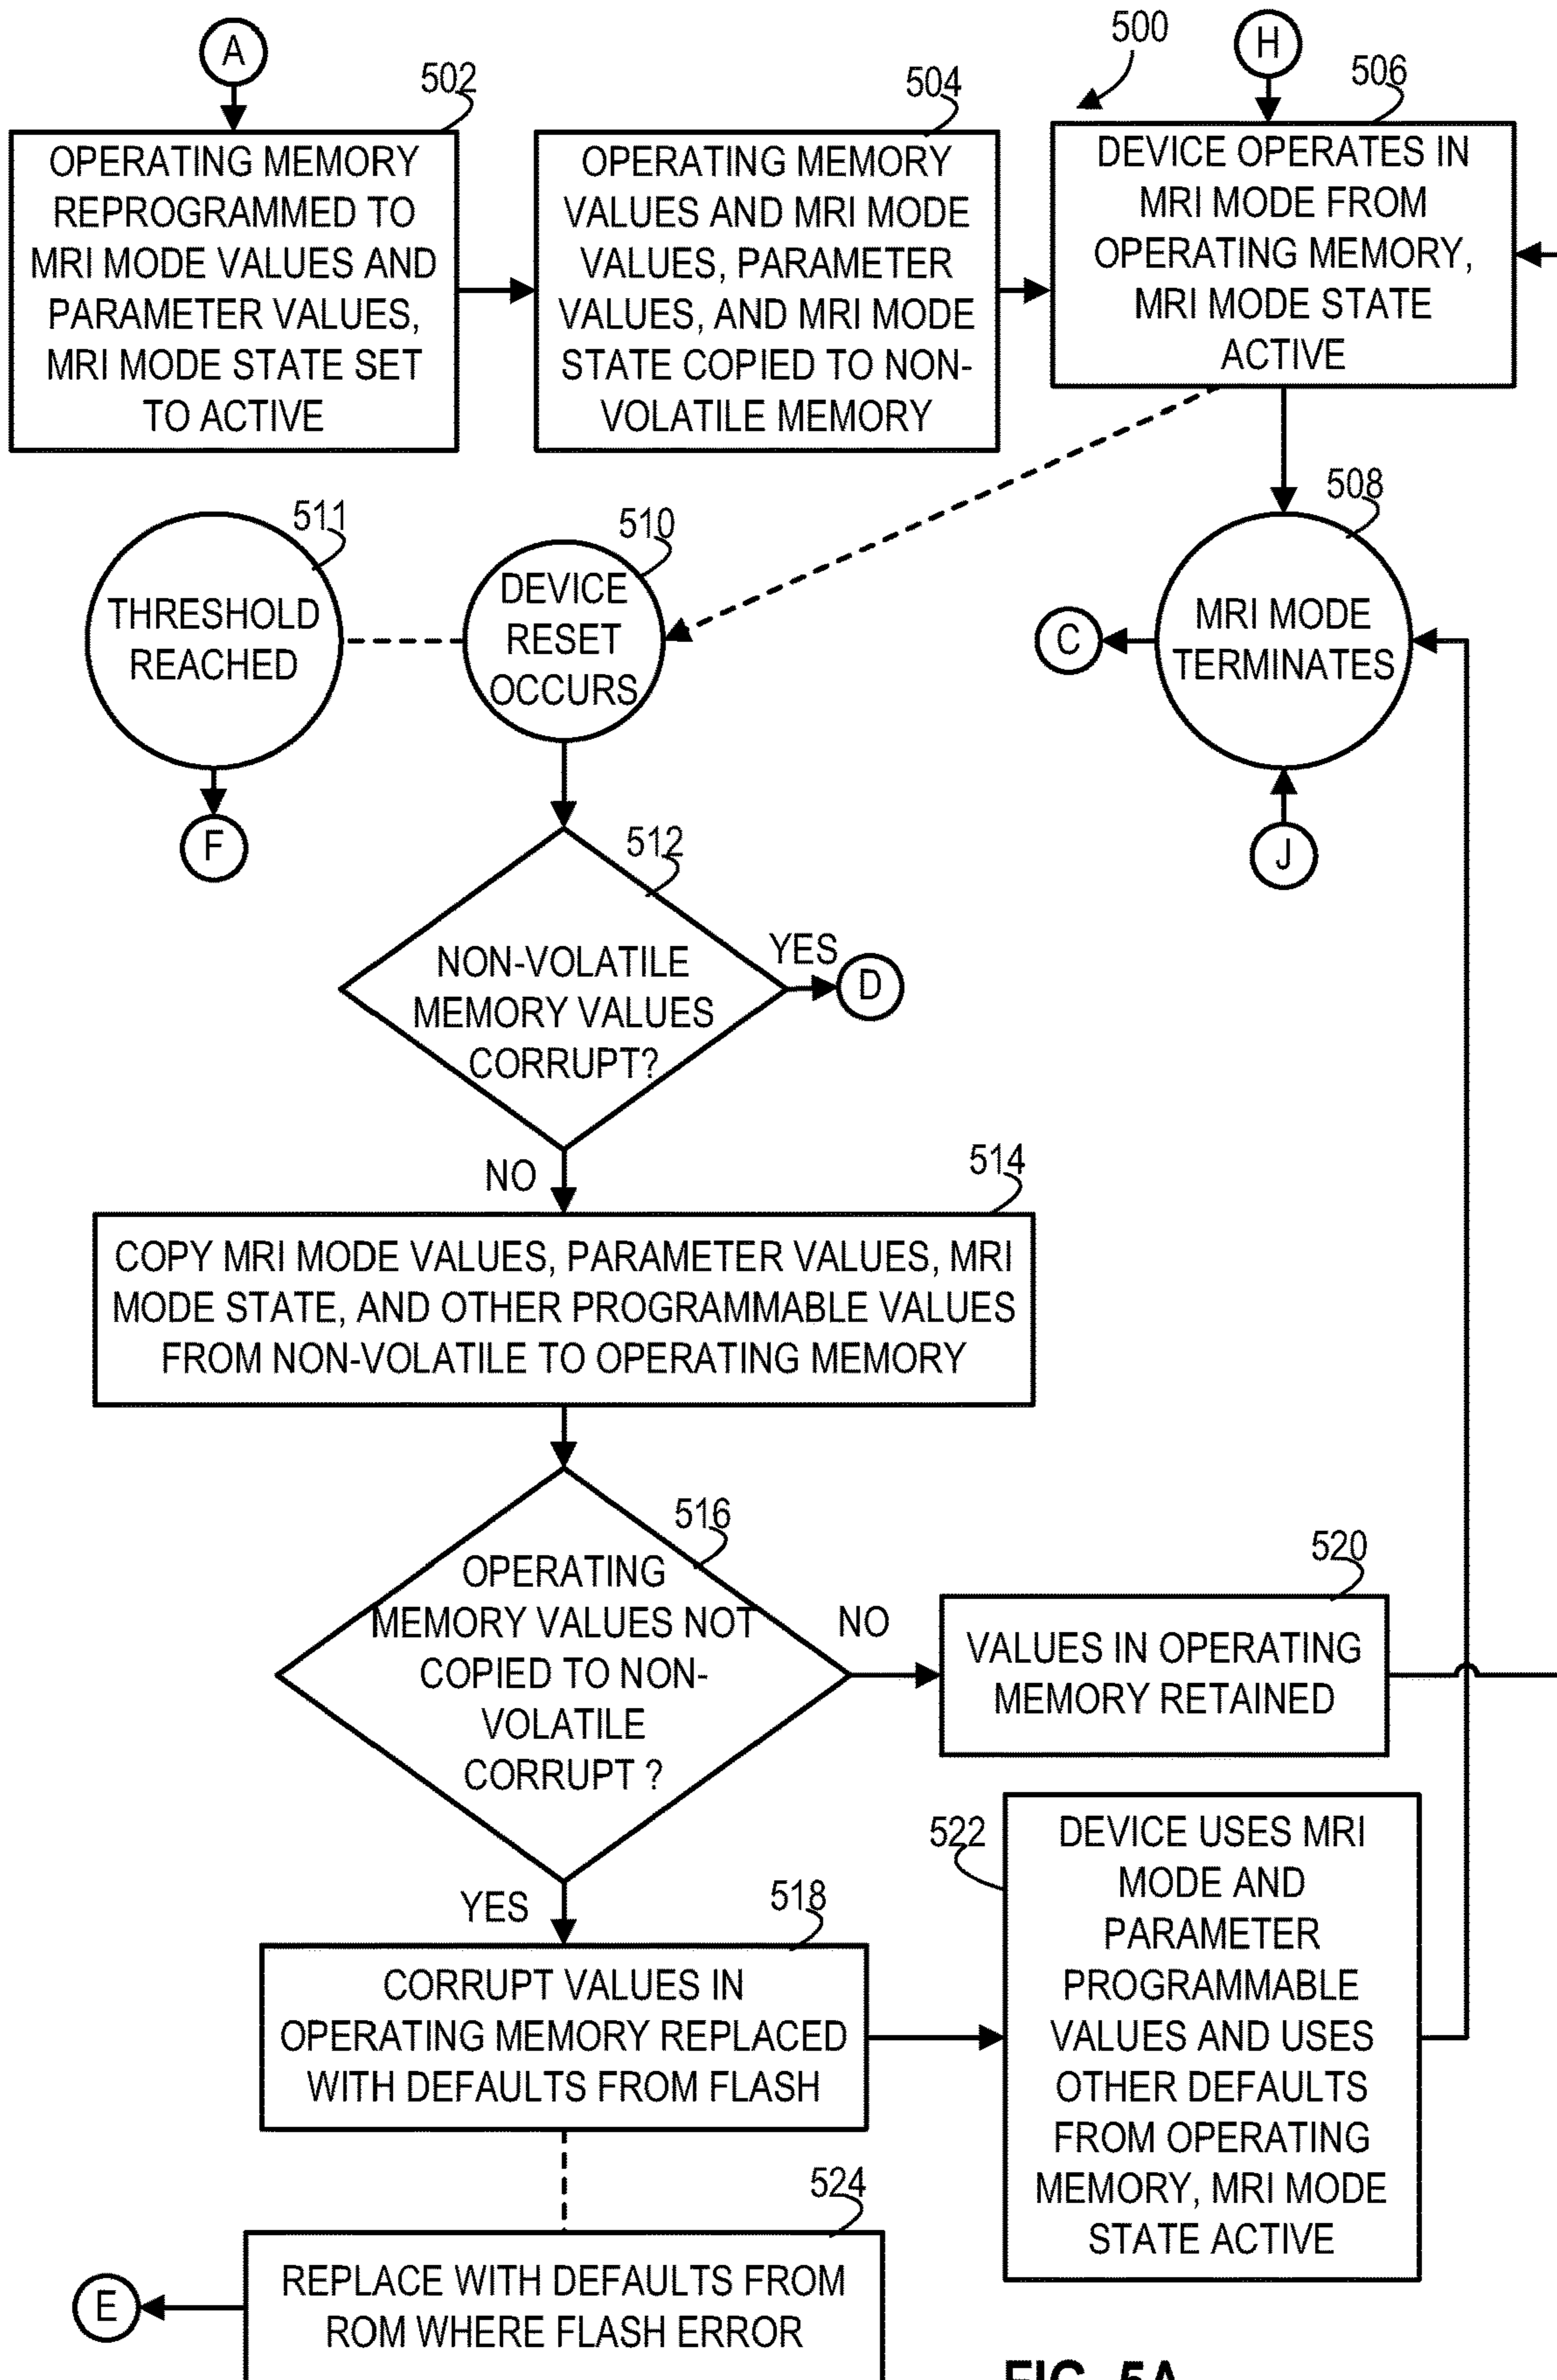 A
500
H
502
504
506
OPERATING MEMORY
REPROGRAMMED TO
MRI MODE VALUES AND
PARAMETER VALUES,
MRI MODE STATE SET
TO ACTIVE
OPERATING MEMORY
VALUES AND MRI MODE
VALUES, PARAMETER
VALUES, AND MRI MODE
STATE COPIED TO NON-
VOLATILE MEMORY
DEVICE OPERATES IN
MRI MODE FROM
OPERATING MEMORY,
MRI MODE STATE
ACTIVE
511
THRESHOLD
REACHED
510
DEVICE
RESET
OCCURS
508
MRI MODE
TERMINATES
C
F
J
512
NON-VOLATILE
MEMORY VALUES
CORRUPT?
YES
D
NO
514
COPY MRI MODE VALUES, PARAMETER VALUES, MRI
MODE STATE, AND OTHER PROGRAMMABLE VALUES
FROM NON-VOLATILE TO OPERATING MEMORY
516
OPERATING
MEMORY VALUES NOT
COPIED TO NON-
VOLATILE
CORRUPT ?
NO
520
VALUES IN OPERATING
MEMORY RETAINED
YES
518
CORRUPT VALUES IN
OPERATING MEMORY REPLACED
WITH DEFAULTS FROM FLASH
522
DEVICE USES MRI
MODE AND
PARAMETER
PROGRAMMABLE
VALUES AND USES
OTHER DEFAULTS
FROM OPERATING
MEMORY, MRI MODE
STATE ACTIVE
524
REPLACE WITH DEFAULTS FROM
ROM WHERE FLASH ERROR
E
FIG. 5A